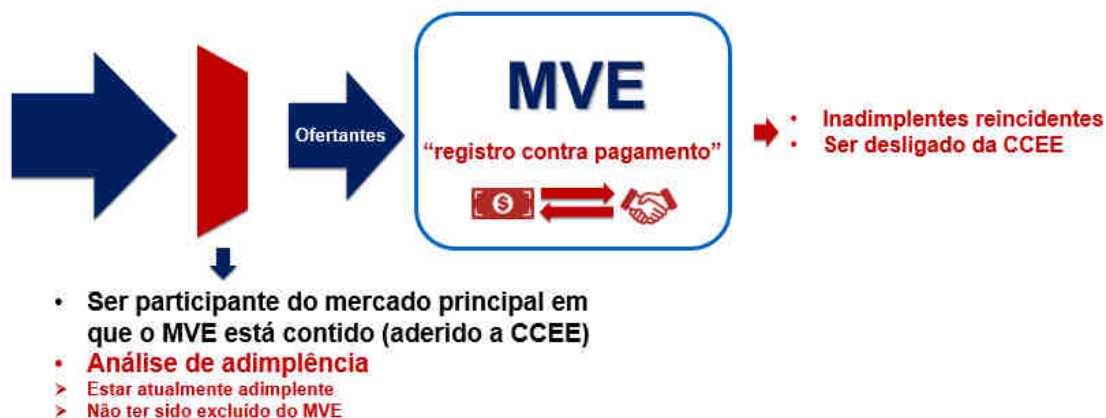 MVE
Ofertantes
“registro contra pagamento”
$
• Inadimplentes reincidentes
• Ser desligado da CCEE
• Ser participante do mercado principal em
que o MVE está contido (aderido a CCEE)
• Análise de adimplência
➤ Estar atualmente adimplente
➤ Não ter sido excluído do MVE